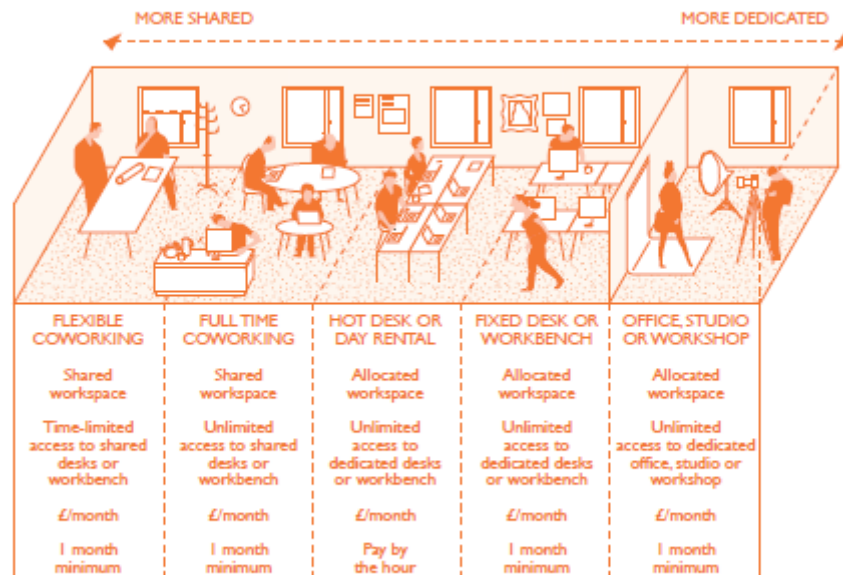 MORE SHARED
MORE DEDICATED
FLEXIBLE
COWORKING
Shared
workspace
Time-limited
access to shared
desks or
workbench
£/month
1 month
minimum
FULL TIME
COWORKING
Shared
workspace
Unlimited
access to shared
desks or
workbench
£/month
1 month
minimum
HOT DESK OR
DAY RENTAL
Allocated
workspace
Unlimited
access to
dedicated desks
or workbench
£/month
Pay by
the hour
FIXED DESK OR
WORKBENCH
Allocated
workspace
Unlimited
access to
dedicated desks
or workbench
£/month
1 month
minimum
OFFICE, STUDIO
OR WORKSHOP
Allocated
workspace
Unlimited
access to dedicated
office, studio or
workshop
£/month
1 month
minimum